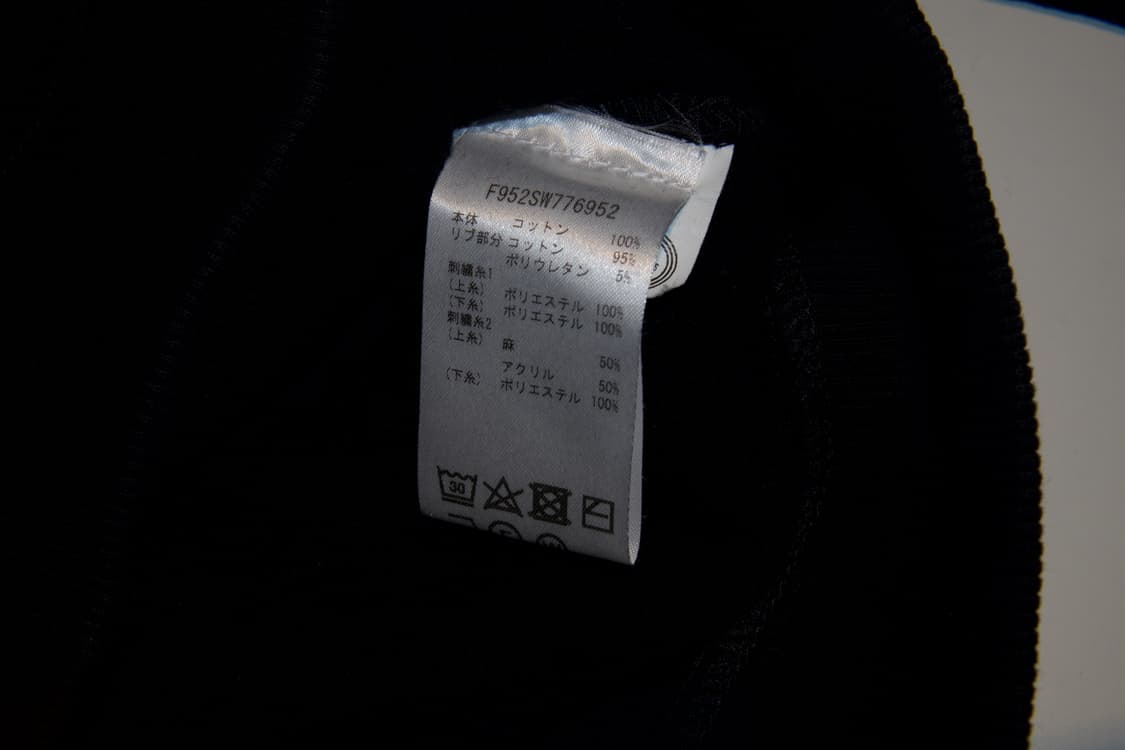 F952SW776952
本体 コットン 100%
リブ部分 コットン 95%
ポリウレタン 5%
刺繍糸1
(上糸) ポリエステル 100%
(下糸) ポリエステル 100%
刺繍糸2
(上糸) 麻 50%
アクリル 50%
(下糸) ポリエステル 100%
30